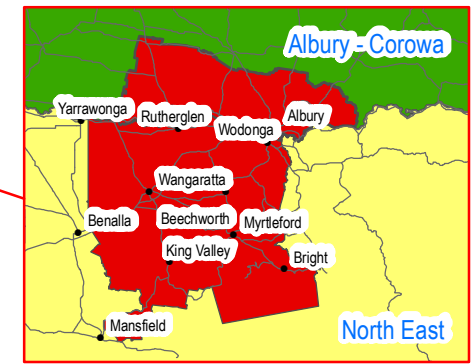 Albury - Corowa
Yarrawonga
Rutherglen
Albury
Wodonga
Wangaratta
Benalla
Beechworth
Myrtleford
King Valley
Bright
Mansfield
North East